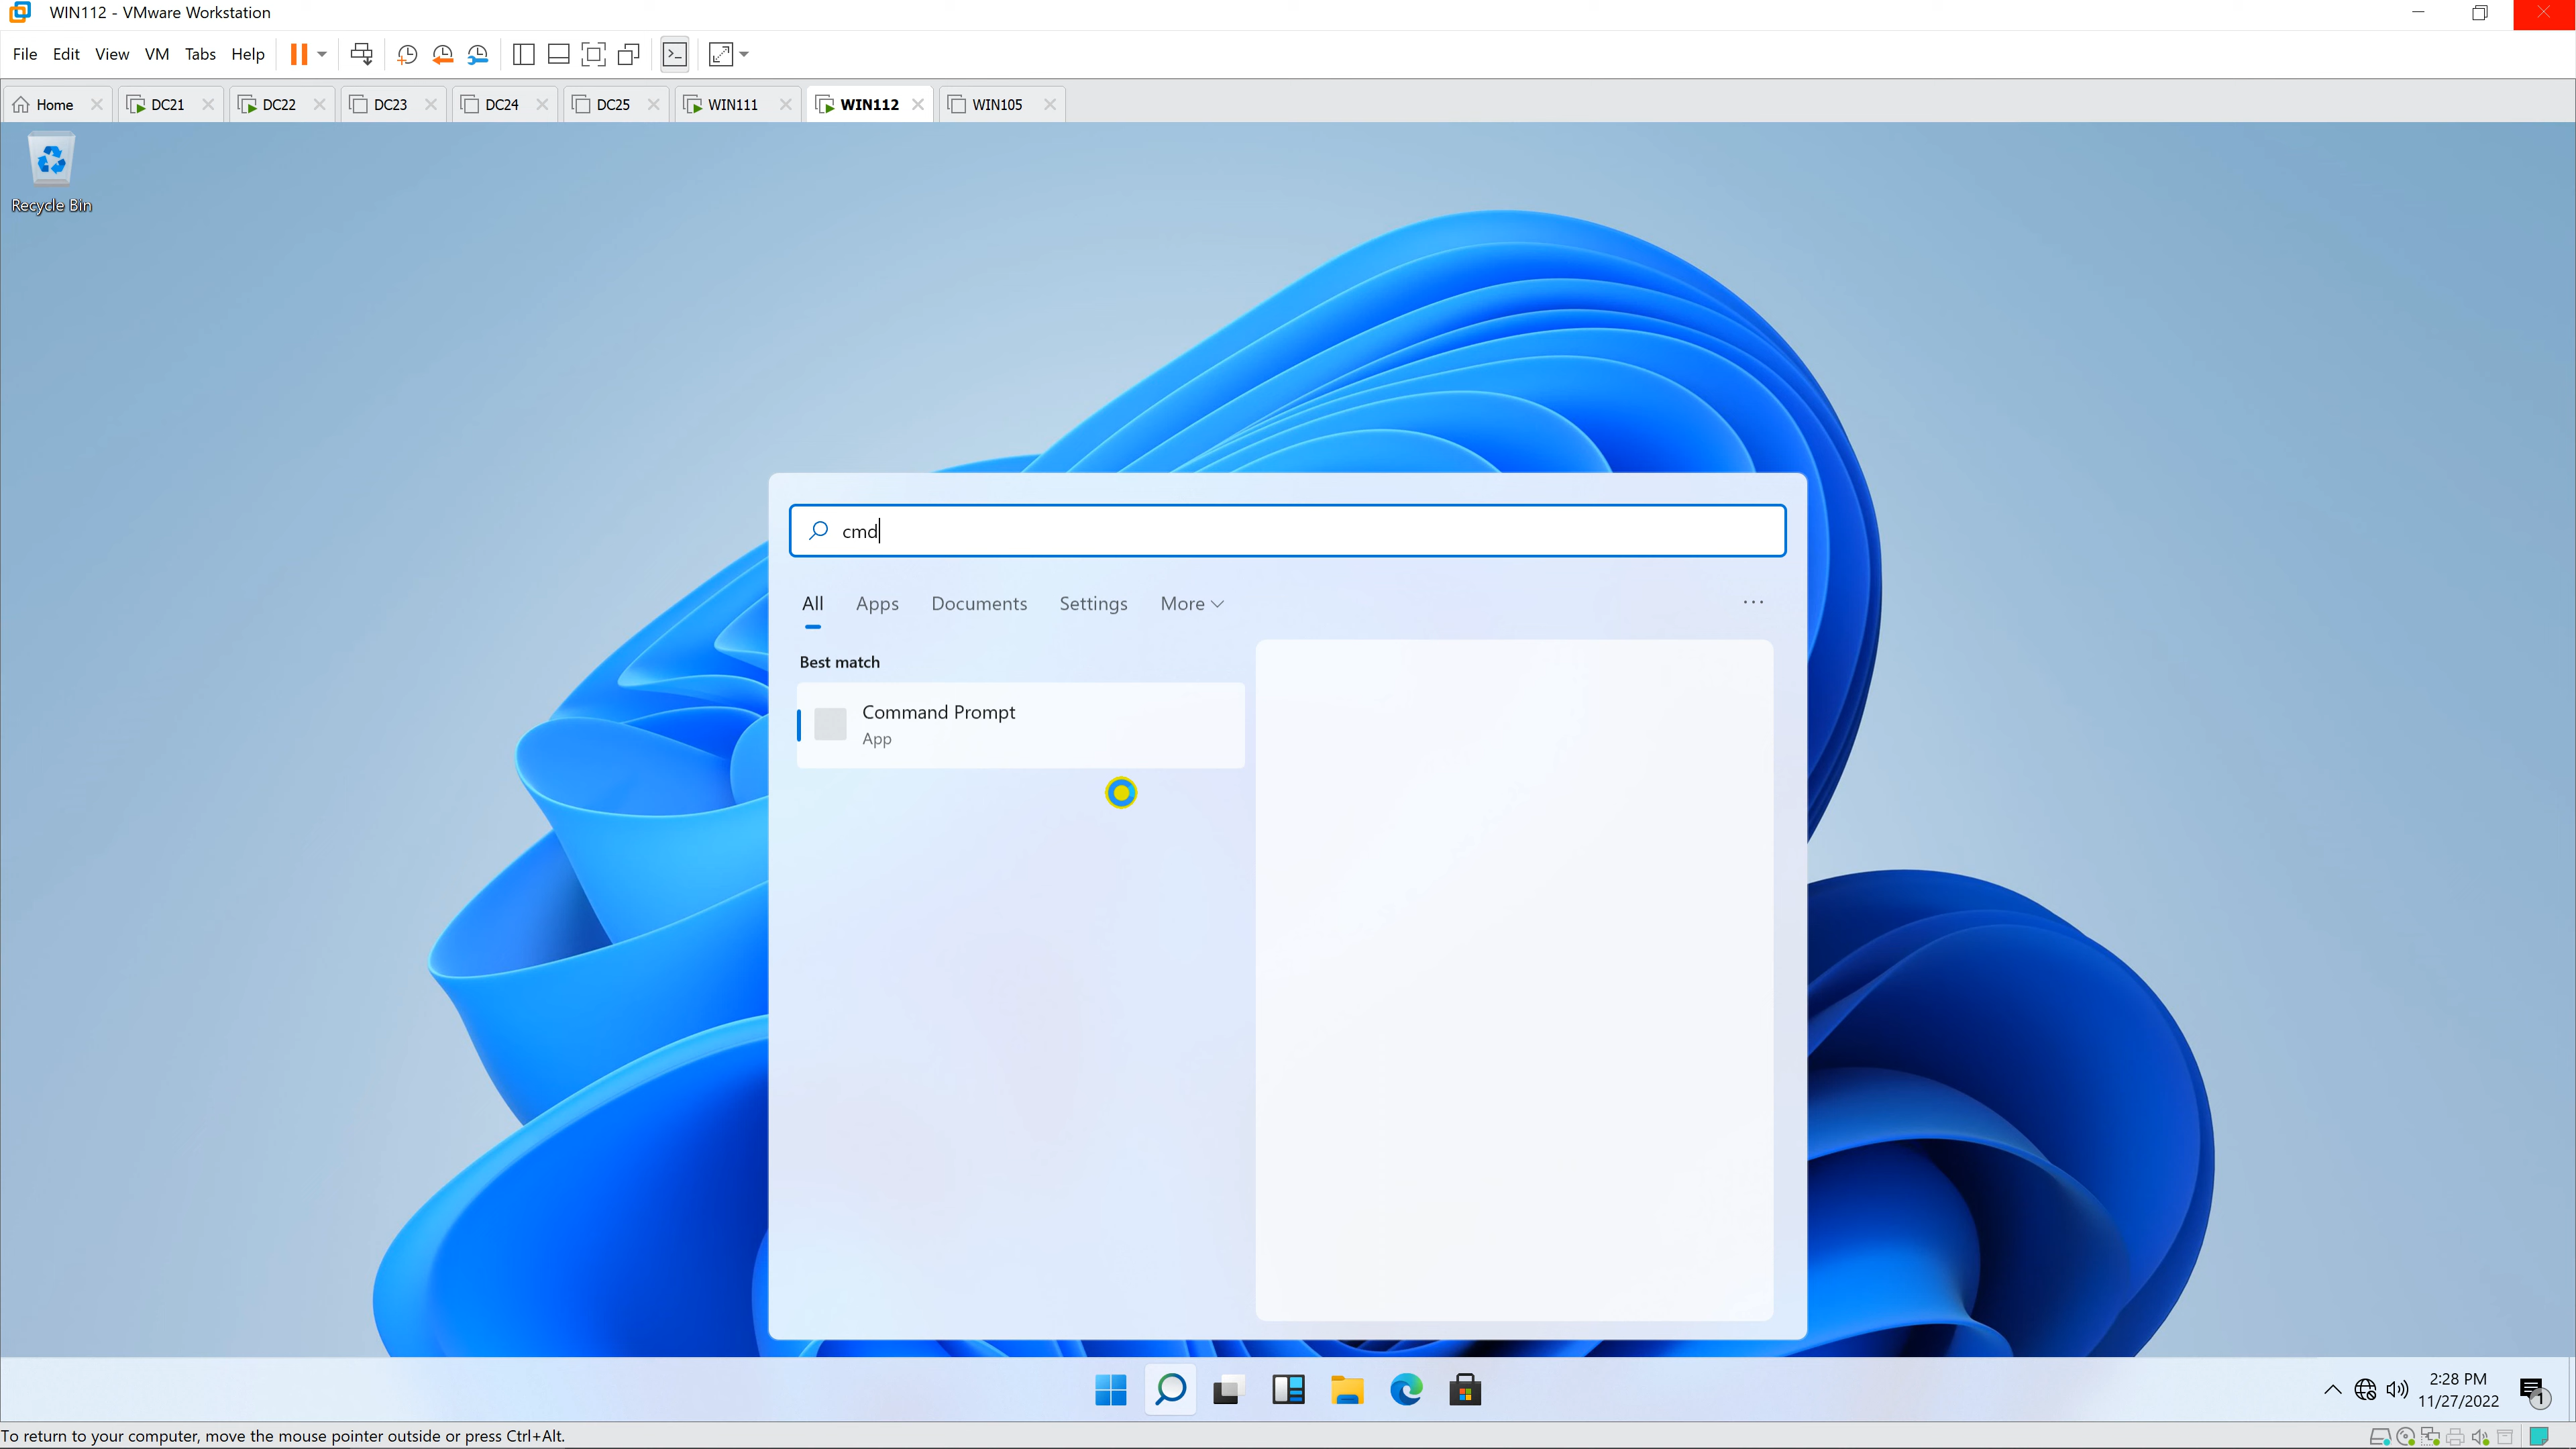 WIN112 - VMware Workstation
File Edit View VM Tabs Help
Home DC21 DC22 DC23 DC24 DC25 WIN111 WIN112 WIN105
Recycle Bin
cmd
All Apps Documents Settings More
Best match
Command Prompt
App
2:28 PM
11/27/2022
1
To return to your computer, move the mouse pointer outside or press Ctrl+Alt.